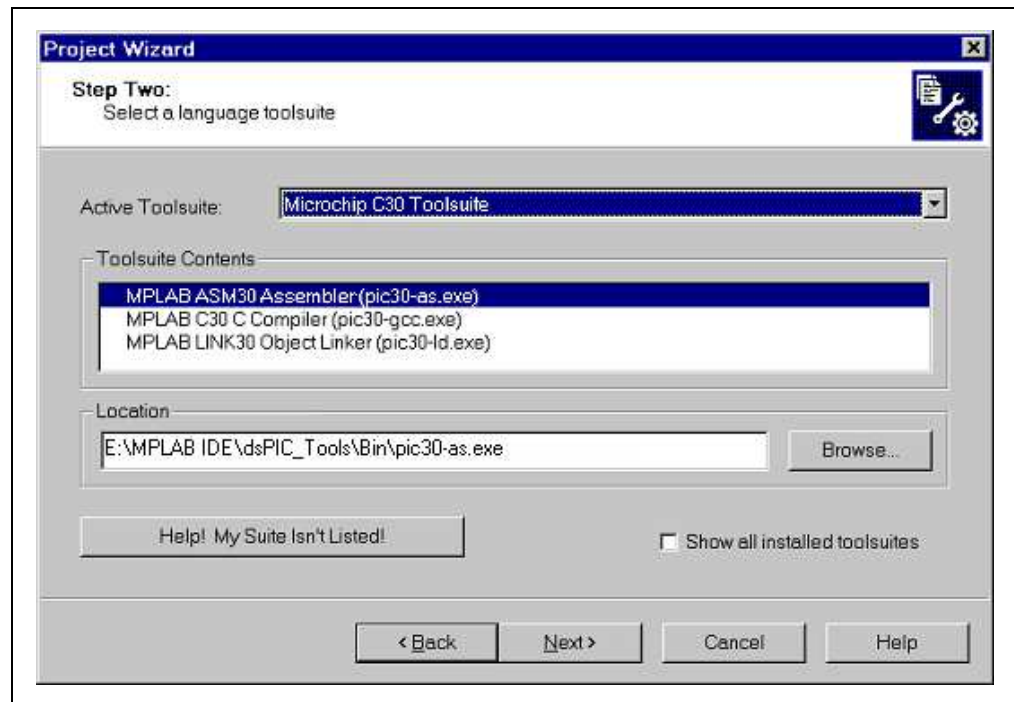 Project Wizard
Step Two:
Select a language toolsuite
Active Toolsuite: Microchip C30 Toolsuite
Toolsuite Contents
MPLAB ASM30 Assembler (pic30-as.exe)
MPLAB C30 C Compiler (pic30-gcc.exe)
MPLAB LINK30 Object Linker (pic30-ld.exe)
Location
E:\MPLAB IDE\dsPIC_Tools\Bin\pic30-as.exe Browse...
Help! My Suite Isn't Listed! Show all installed toolsuites
< Back Next > Cancel Help